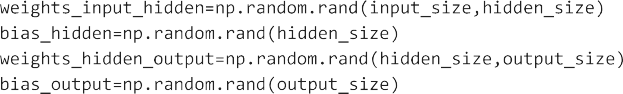 weights_input_hidden=np.random.rand(input_size,hidden_size)
bias_hidden=np.random.rand(hidden_size)
weights_hidden_output=np.random.rand(hidden_size,output_size)
bias_output=np.random.rand(output_size)